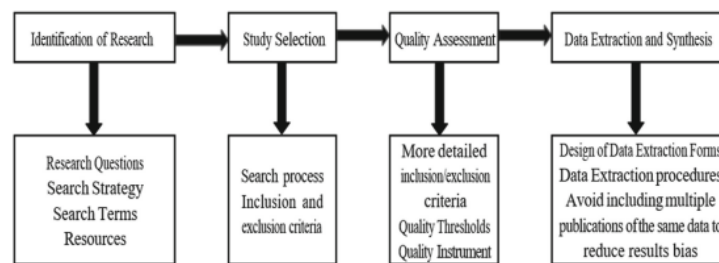 Identification of Research
Study Selection
Quality Assessment
Data Extraction and Synthesis
Research Questions
Search Strategy
Search Terms
Resources
Search process
Inclusion and
exclusion criteria
More detailed
inclusion/exclusion
criteria
Quality Thresholds
Quality Instrument
Design of Data Extraction Forms
Data Extraction procedures
Avoid including multiple
publications of the same data to
reduce results bias